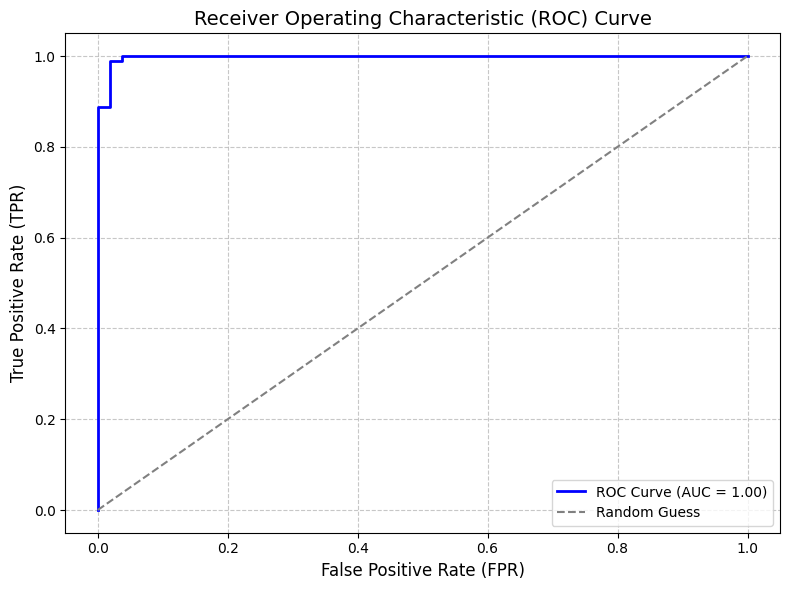 Receiver Operating Characteristic (ROC) Curve
True Positive Rate (TPR)
1.0
0.8
0.6
0.4
0.2
0.0
0.0 0.2 0.4 0.6 0.8 1.0
False Positive Rate (FPR)
ROC Curve (AUC = 1.00)
Random Guess